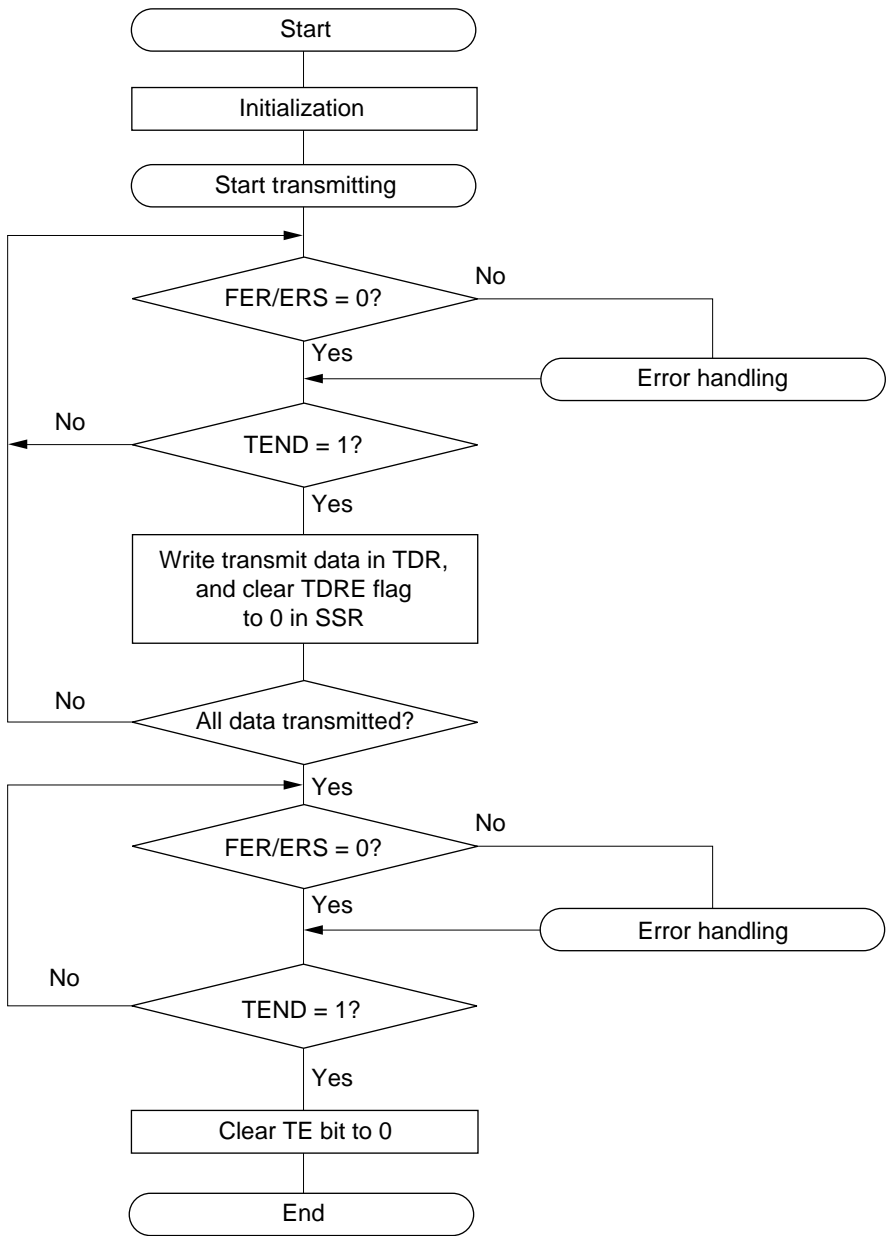 Start
Initialization
Start transmitting
FER/ERS = 0?
No
Yes
Error handling
No
TEND = 1?
Yes
Write transmit data in TDR,
and clear TDRE flag
to 0 in SSR
No
All data transmitted?
Yes
FER/ERS = 0?
No
Yes
Error handling
No
TEND = 1?
Yes
Clear TE bit to 0
End